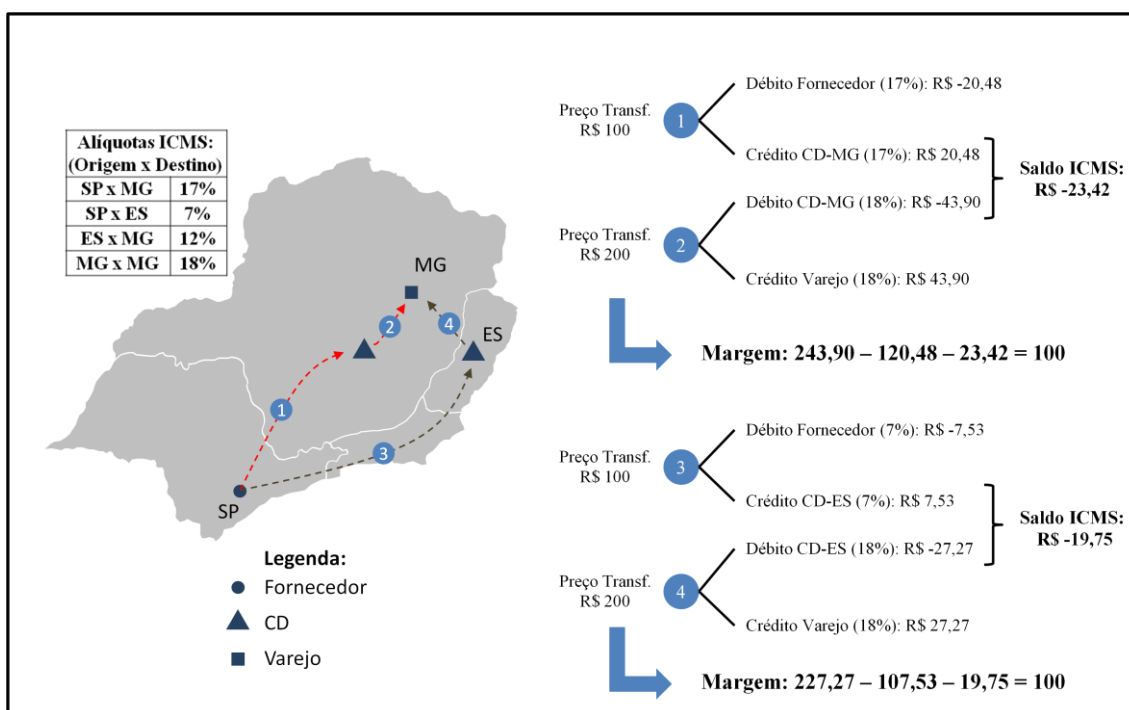 Alíquotas ICMS:
(Origem x Destino)
SP x MG 17%
SP x ES 7%
ES x MG 12%
MG x MG 18%
MG
ES
SP
1
2
3
4
Legenda:
Fornecedor
CD
Varejo
Preço Transf.
R$ 100
1
Débito Fornecedor (17%): R$ -20,48
Crédito CD-MG (17%): R$ 20,48
Preço Transf.
R$ 200
2
Débito CD-MG (18%): R$ -43,90
Crédito Varejo (18%): R$ 43,90
Saldo ICMS:
R$ -23,42
Margem: 243,90 – 120,48 – 23,42 = 100
Preço Transf.
R$ 100
3
Débito Fornecedor (7%): R$ -7,53
Crédito CD-ES (7%): R$ 7,53
Preço Transf.
R$ 200
4
Débito CD-ES (18%): R$ -27,27
Crédito Varejo (18%): R$ 27,27
Saldo ICMS:
R$ -19,75
Margem: 227,27 – 107,53 – 19,75 = 100